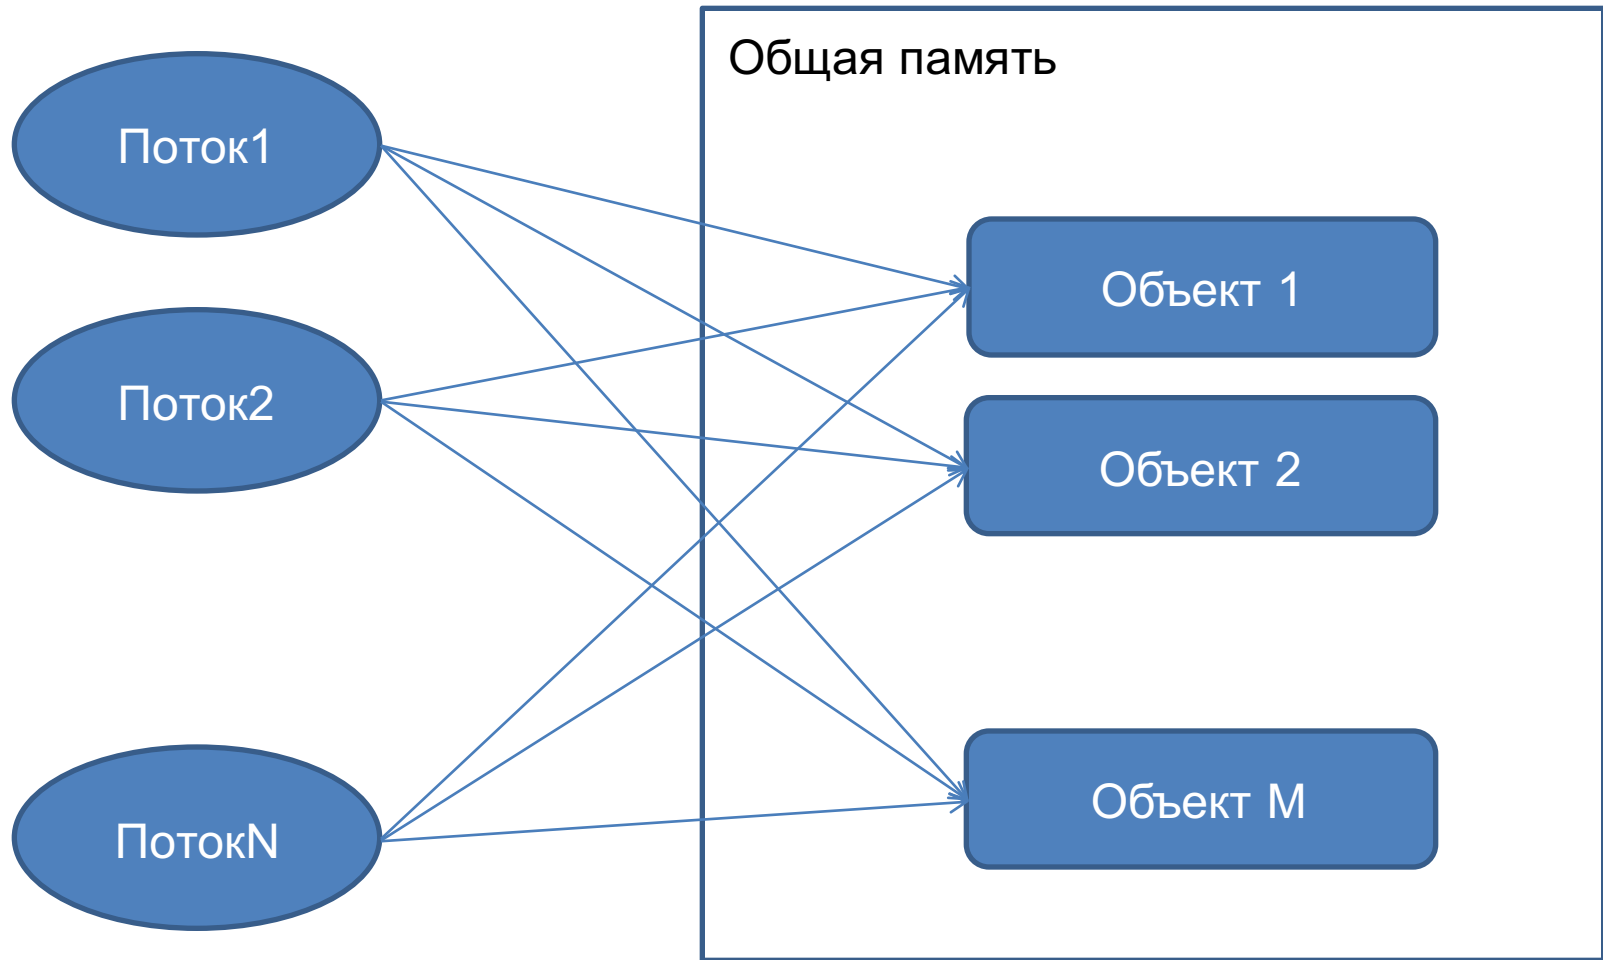 Общая память
Поток1
Объект 1
Поток2
Объект 2
Объект M
ПотокN